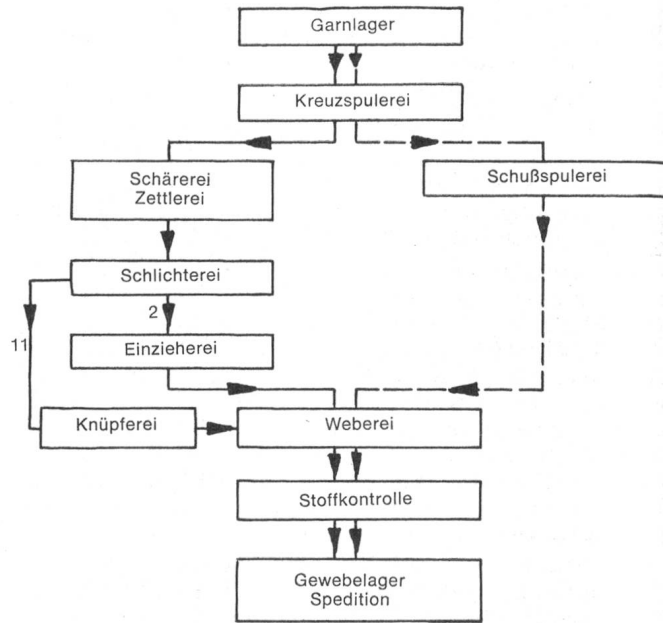 Garnlager
Kreuzspulerei
Schärerei
Zettlerei
Schußspulerei
Schlichterei
2
11
Einzieherei
Knüpferei
Weberei
Stoffkontrolle
Gewebelager
Spedition